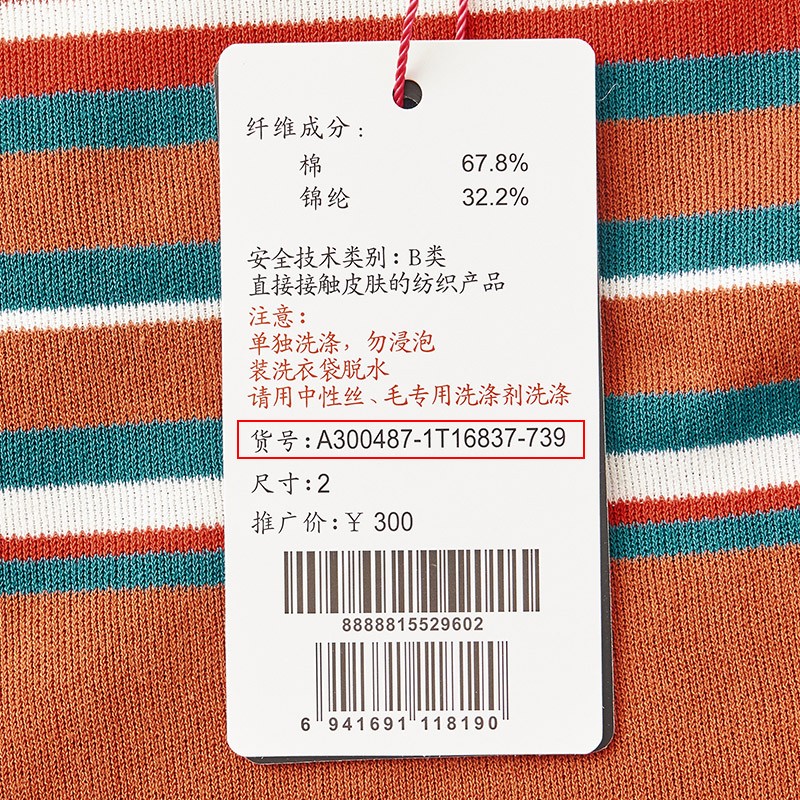 纤维成分：
棉 67.8%
锦纶 32.2%
安全技术类别：B类
直接接触皮肤的纺织产品
注意：
单独洗涤，勿浸泡
装洗衣袋脱水
请用中性丝、毛专用洗涤剂洗涤
货号：A300487-1T16837-739
尺寸：2
推广价：￥ 300
8888815529602
6 941691 118190